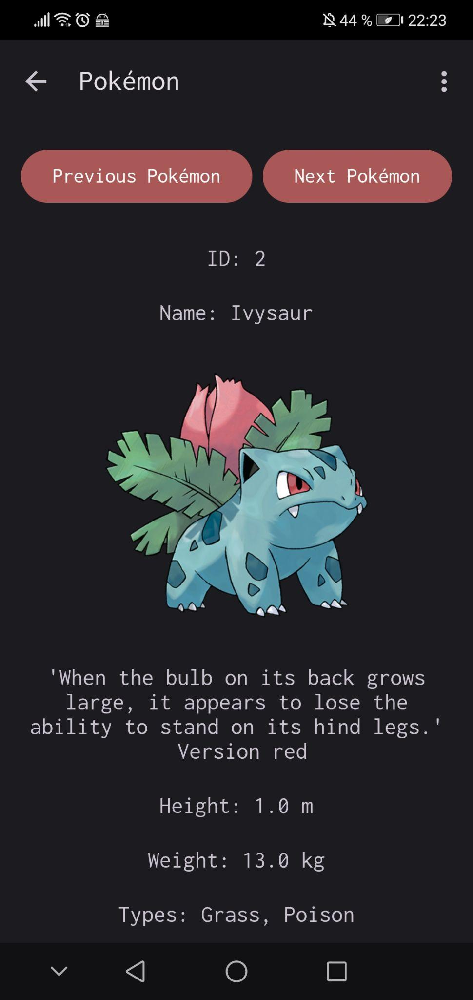 44 % 22:23
Pokémon
Previous Pokémon Next Pokémon
ID: 2
Name: Ivysaur
'When the bulb on its back grows
large, it appears to lose the
ability to stand on its hind legs.'
Version red
Height: 1.0 m
Weight: 13.0 kg
Types: Grass, Poison